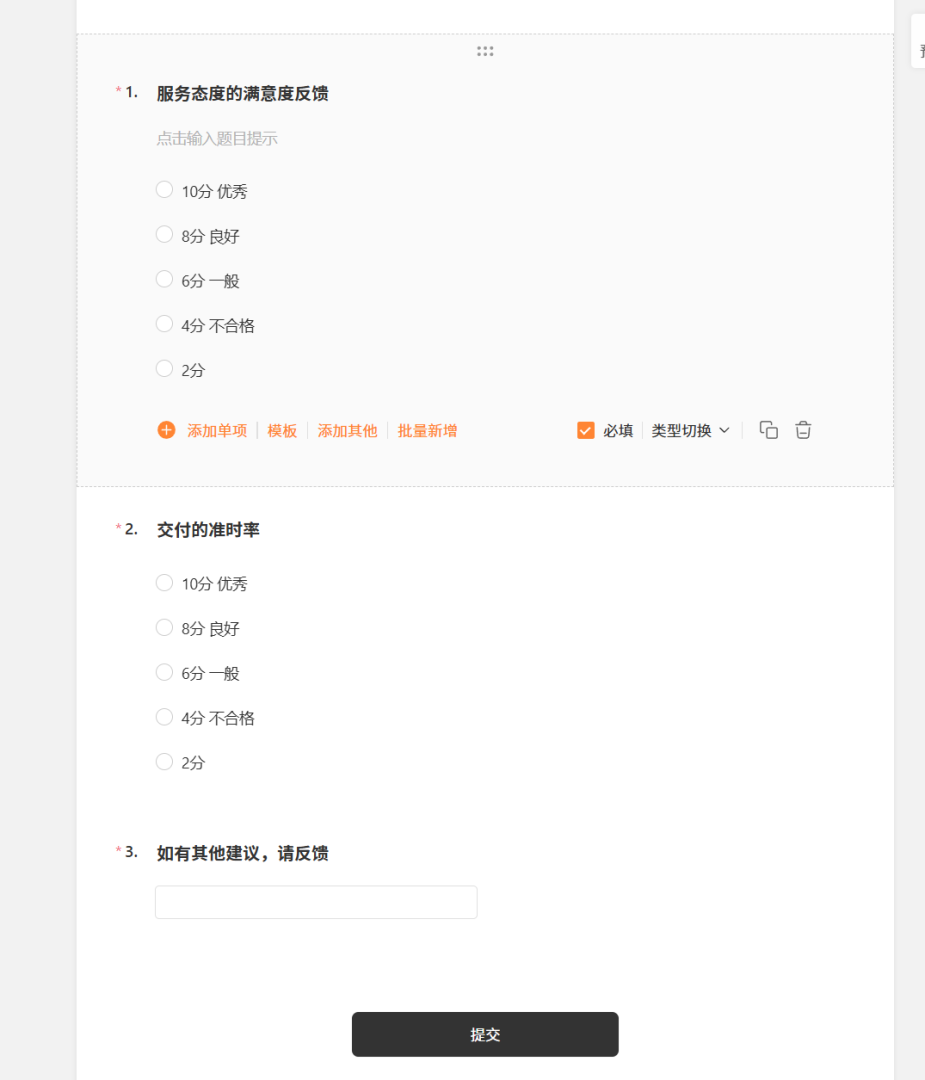 * 1. 服务态度的满意度反馈
点击输入题目提示
10分 优秀
8分 良好
6分 一般
4分 不合格
2分
添加单项 模板 添加其他 批量新增 必填 类型切换
* 2. 交付的准时率
10分 优秀
8分 良好
6分 一般
4分 不合格
2分
* 3. 如有其他建议，请反馈
提交